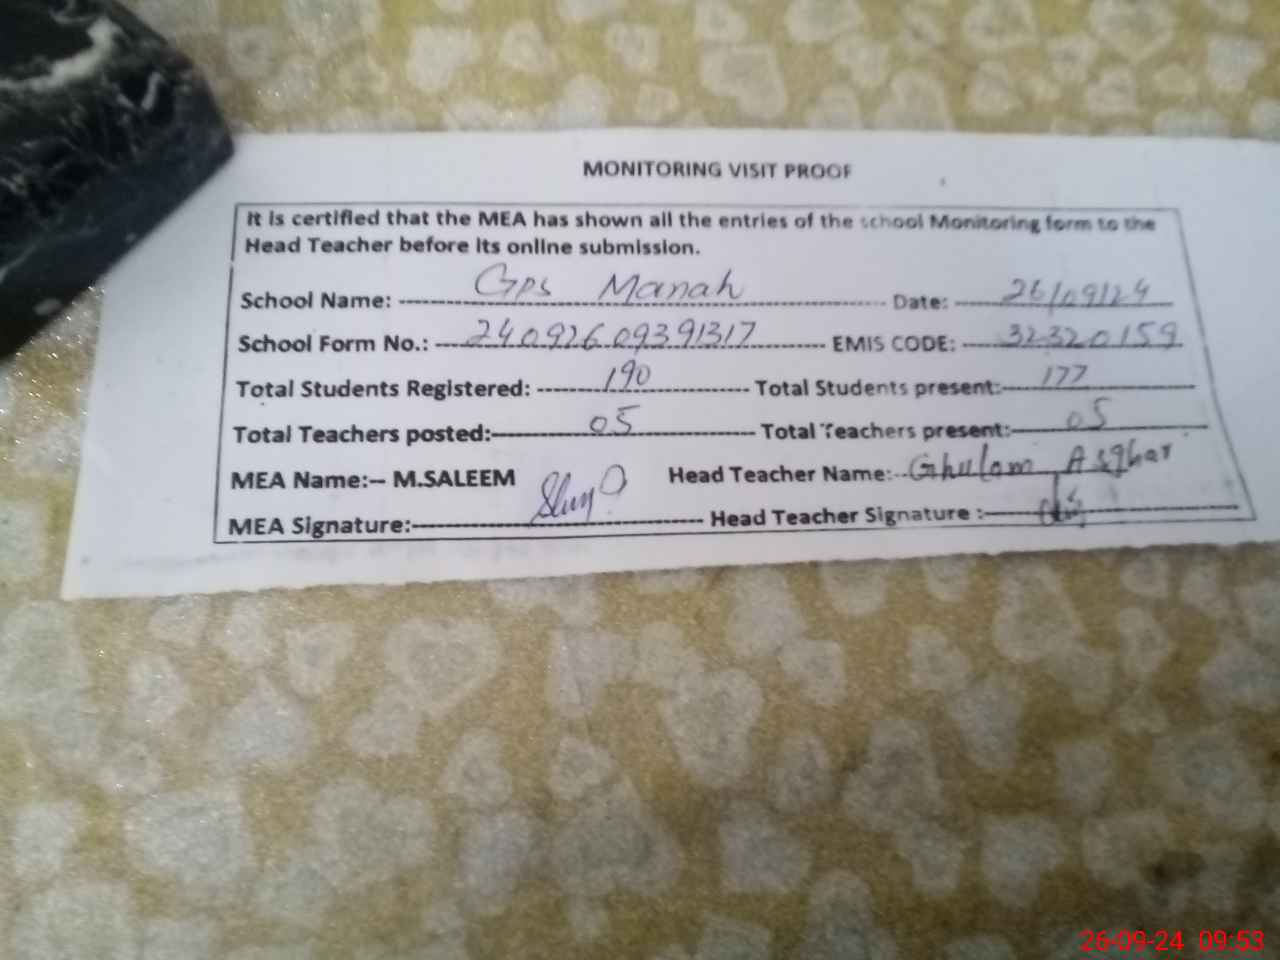 MONITORING VISIT PROOF
It is certified that the MEA has shown all the entries of the school Monitoring form to the
Head Teacher before its online submission.
School Name: Gps Manah Date: 26/09/24
School Form No.: 24092609391317 EMIS CODE: 32320159
Total Students Registered: 190 Total Students present: 177
Total Teachers posted: 05 Total Teachers present: 05
MEA Name:- M.SALEEM Head Teacher Name: Ghulam Asghar
MEA Signature: Head Teacher Signature :
26-09-24 09:53